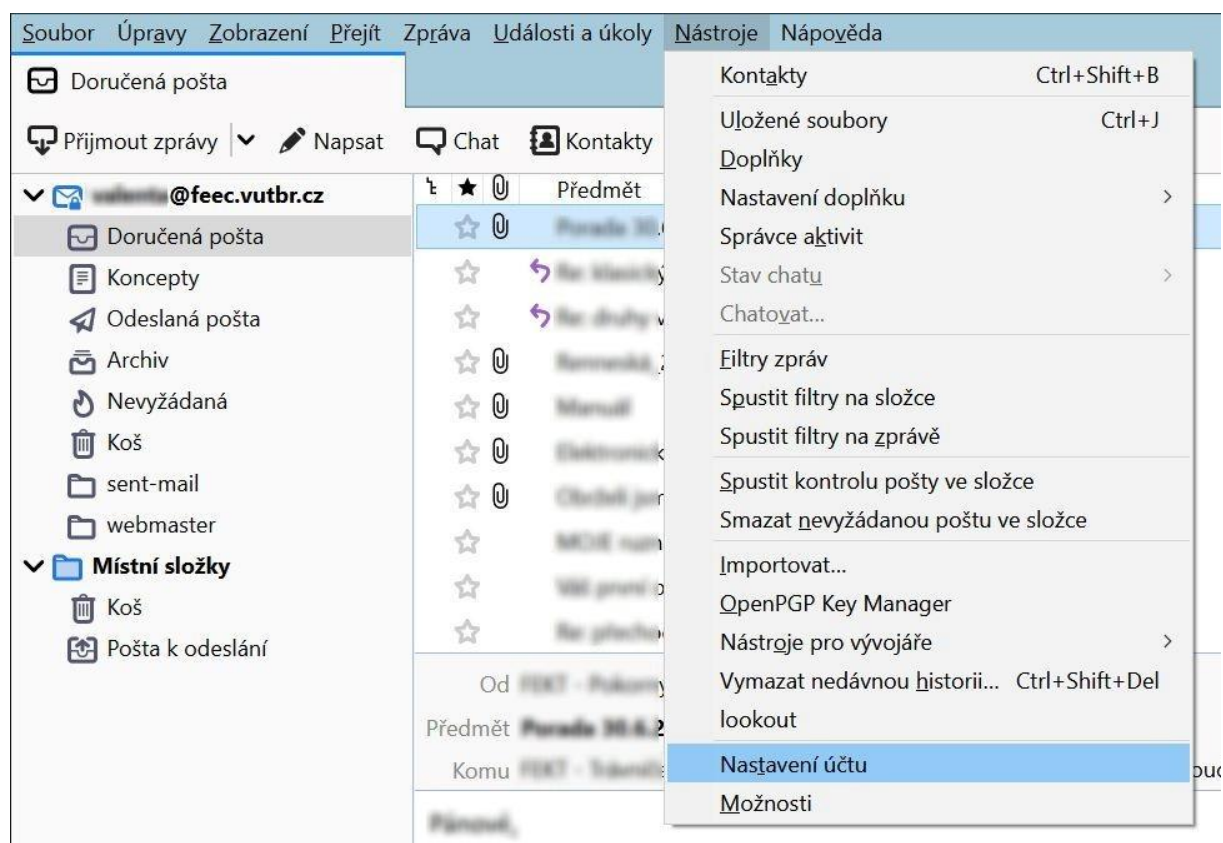 Soubor Úpravy Zobrazení Přejít Zpráva Události a úkoly Nástroje Nápověda
Doručená pošta
Přijmout zprávy Napsat Chat Kontakty
@feec.vutbr.cz
Doručená pošta
Koncepty
Odeslaná pošta
Archiv
Nevyžádaná
Koš
sent-mail
webmaster
Místní složky
Koš
Pošta k odeslání
Předmět
Od
Předmět
Komu
Kontakty Ctrl+Shift+B
Uložené soubory Ctrl+J
Doplňky
Nastavení doplňku
Správce aktivit
Stav chatu
Chatovat...
Filtry zpráv
Spustit filtry na složce
Spustit filtry na zprávě
Spustit kontrolu pošty ve složce
Smazat nevyžádanou poštu ve složce
Importovat...
OpenPGP Key Manager
Nástroje pro vývojáře
Vymazat nedávnou historii... Ctrl+Shift+Del
lookout
Nastavení účtu
Možnosti